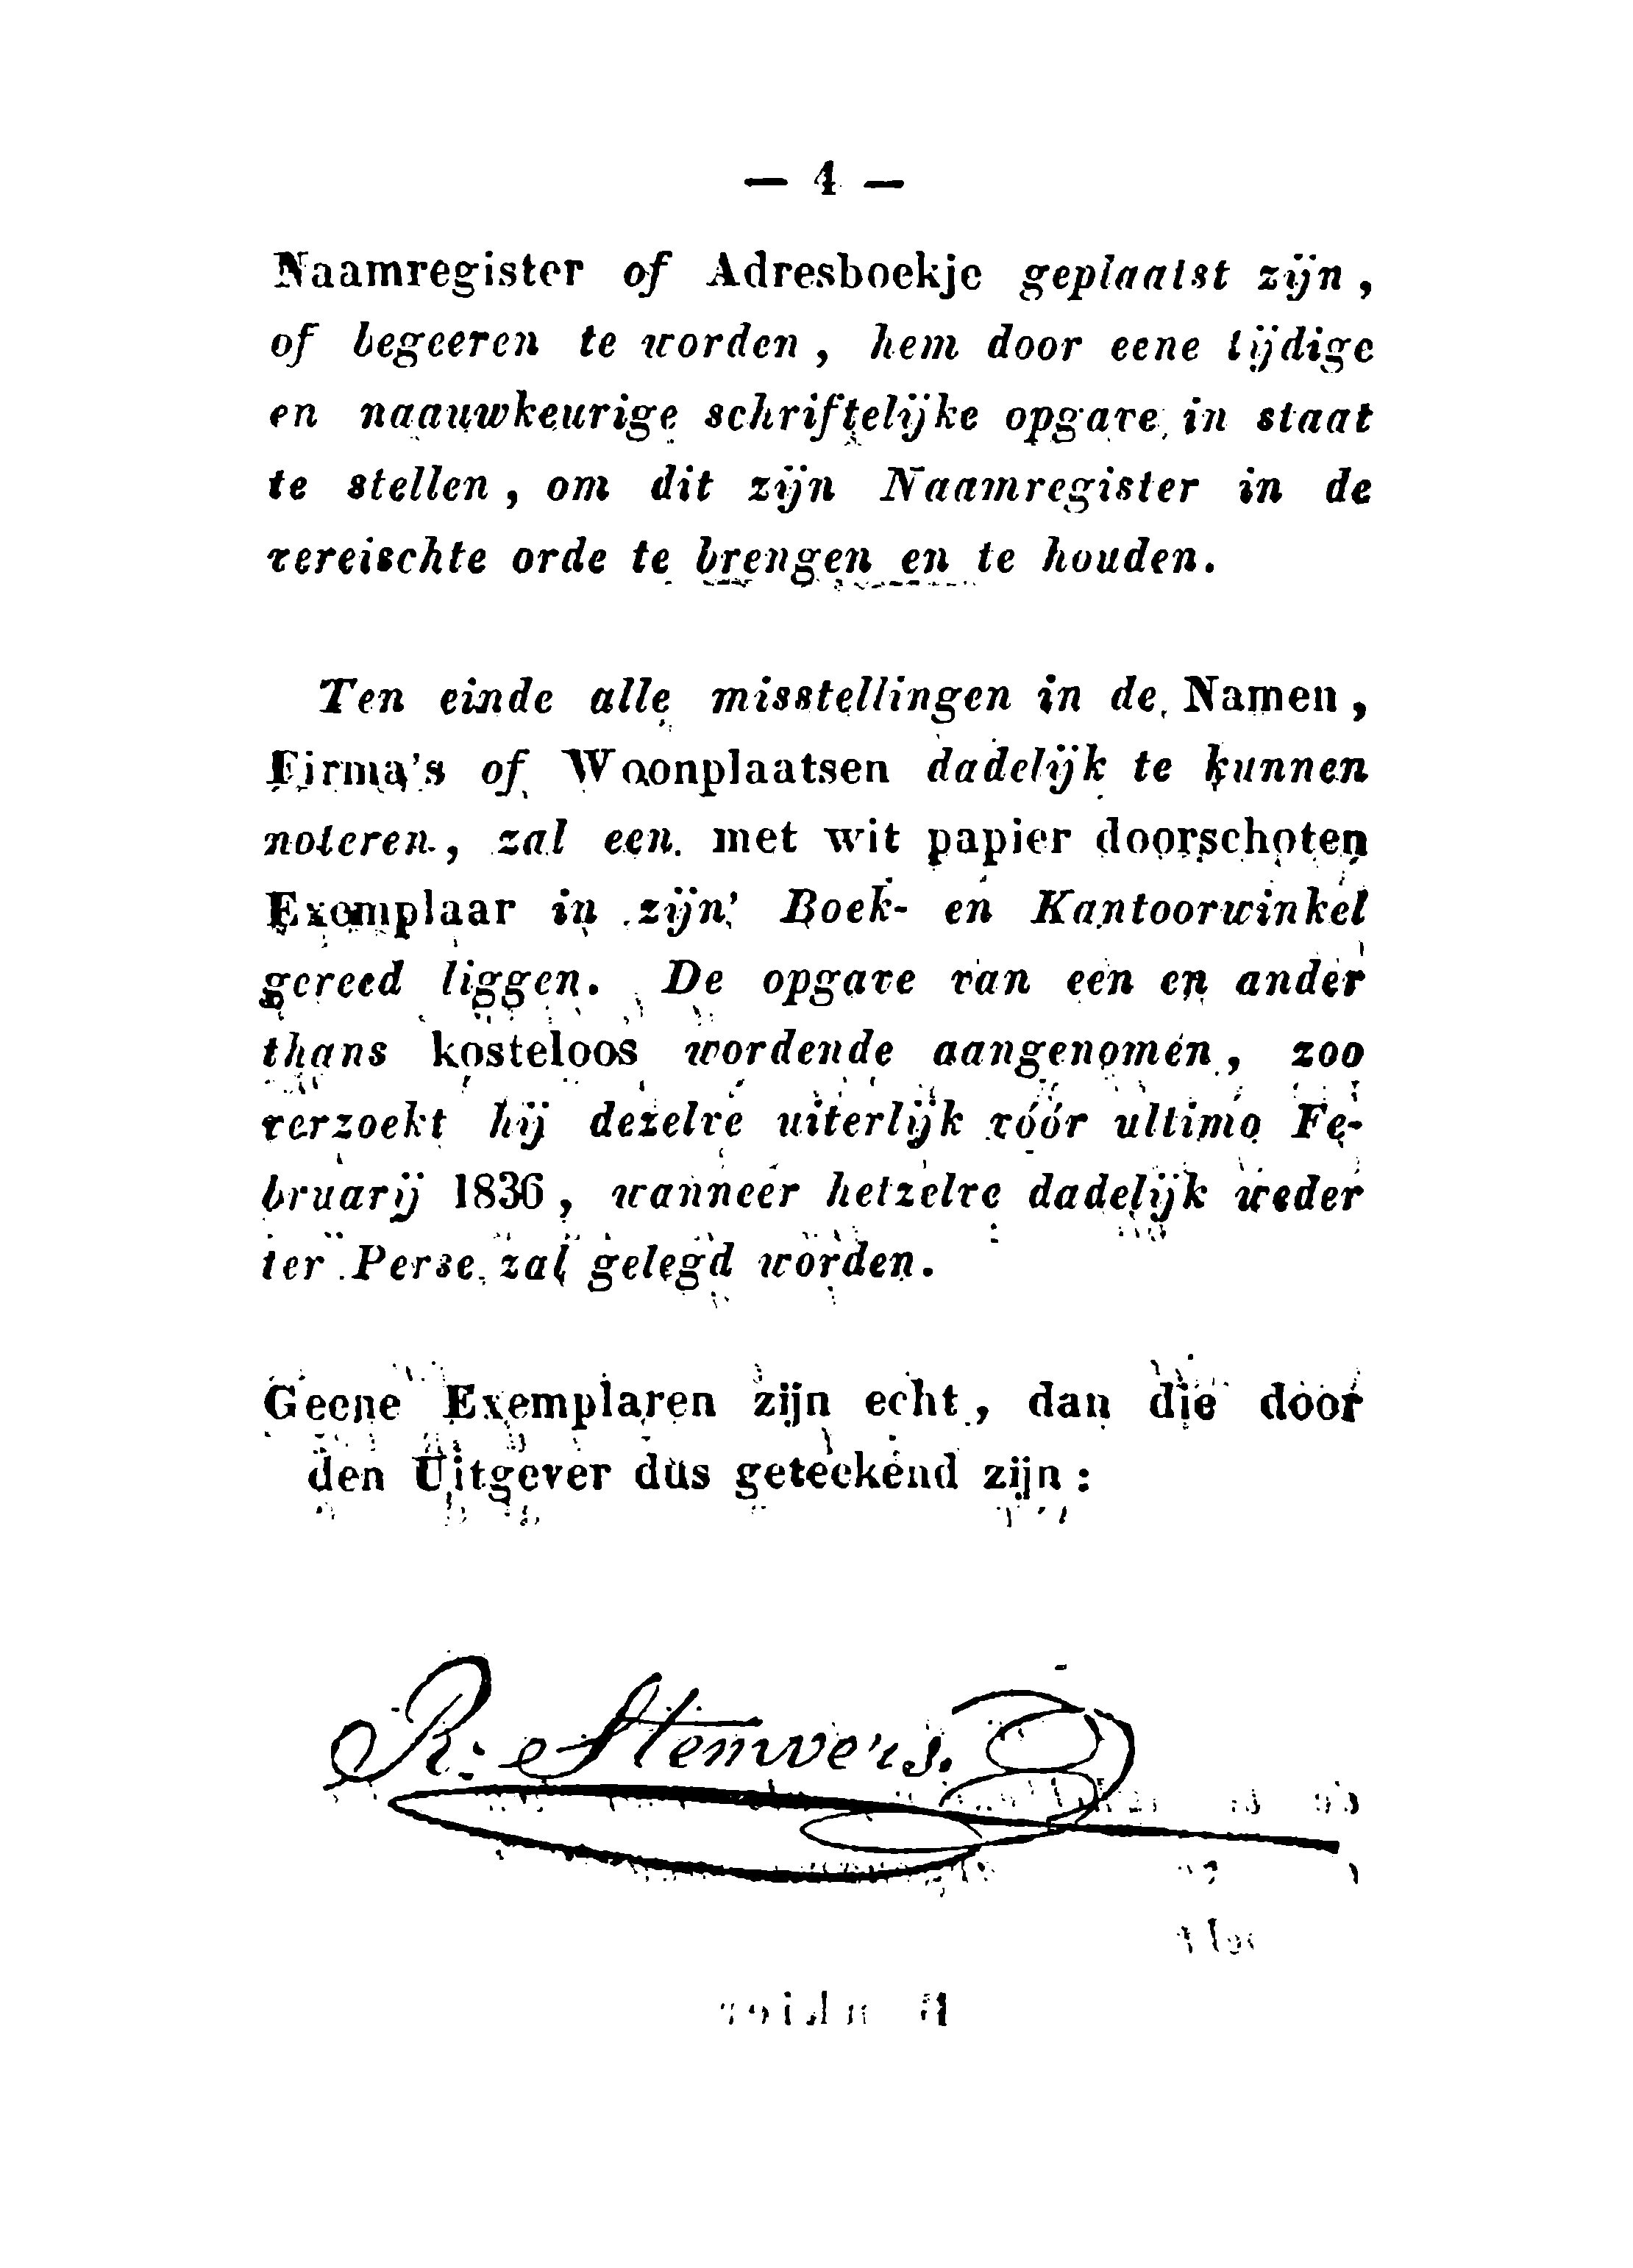 — 4 —
Naamregister of Adresboekje geplaatst zijn,
of begeeren te worden, hem door eene tijdige
en naauwkeurige schriftelijke opgave in staat
te stellen, om dit zijn Naamregister in de
vereischte orde te brengen en te houden.
Ten einde alle misstellingen in de Namen,
Firma's of Woonplaatsen dadelijk te kunnen
noteren, zal een met wit papier doorschoten
Exemplaar in zijn' Boek- en Kantoorwinkel
gereed liggen. De opgave van een en ander
thans kosteloos wordende aangenomen, zoo
verzoekt hij dezelve uiterlijk vóór ultimo Fe-
bruarij 1836, wanneer hetzelve dadelijk weder
ter Perse zal gelegd worden.
Geene Exemplaren zijn echt, dan die door
den Uitgever dus geteekend zijn:
R: Stemvers.